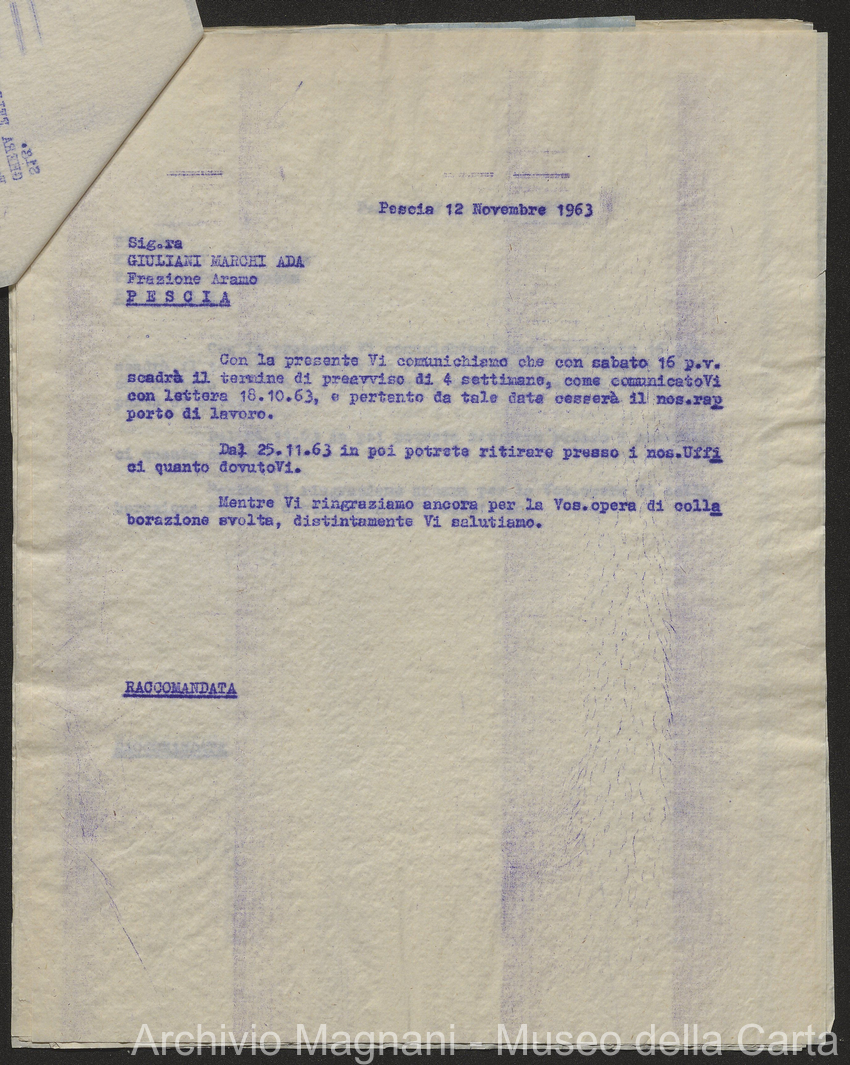 Pescia 12 Novembre 1963
Sig.ra
GIULIANI MARCHI ADA
Frazione Aramo
P E S C I A
Con la presente Vi comunichiamo che con sabato 16 p.v.
scadrà il termine di preavviso di 4 settimane, come comunicatoVi
con lettera 18.10.63, e pertanto da tale data cesserà il nos.rap
porto di lavoro.
Dal 25.11.63 in poi potrete ritirare presso i nos.Uffi
ci quanto dovutoVi.
Mentre Vi ringraziamo ancora per la Vos.opera di colla
borazione svolta, distintamente Vi salutiamo.
RACCOMANDATA
Archivio Magnani - Museo della Carta